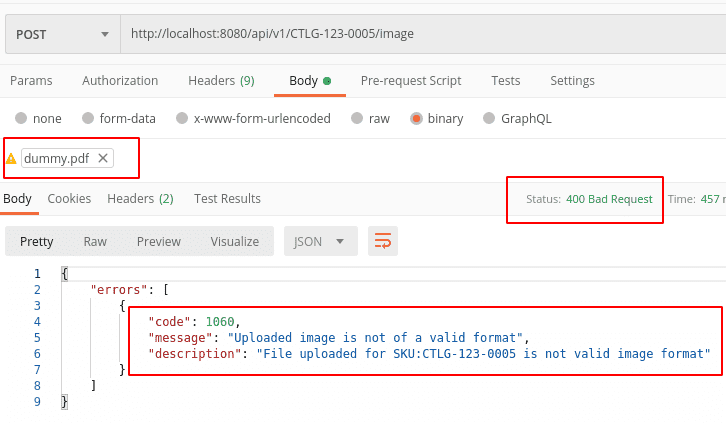 POST http://localhost:8080/api/v1/CTLG-123-0005/image
Params Authorization Headers (9) Body Pre-request Script Tests Settings
none form-data x-www-form-urlencoded raw binary GraphQL
dummy.pdf
Body Cookies Headers (2) Test Results Status: 400 Bad Request Time: 457
Pretty Raw Preview Visualize JSON
1 {
2 "errors": [
3 {
4 "code": 1060,
5 "message": "Uploaded image is not of a valid format",
6 "description": "File uploaded for SKU:CTLG-123-0005 is not valid image format"
7 }
8 ]
9 }